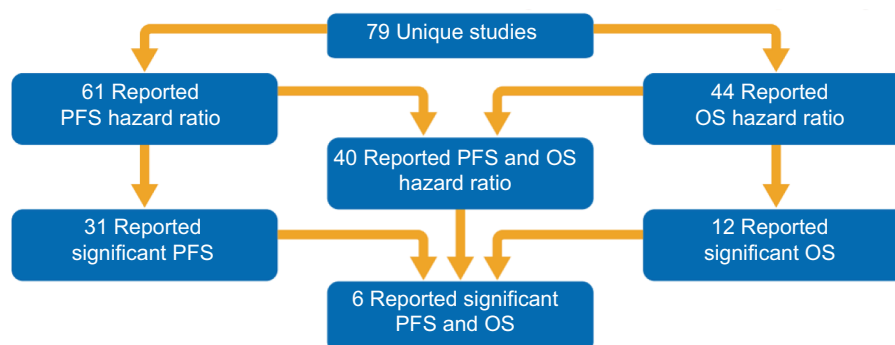 79 Unique studies
61 Reported
PFS hazard ratio
44 Reported
OS hazard ratio
40 Reported PFS and OS
hazard ratio
31 Reported
significant PFS
12 Reported
significant OS
6 Reported significant
PFS and OS